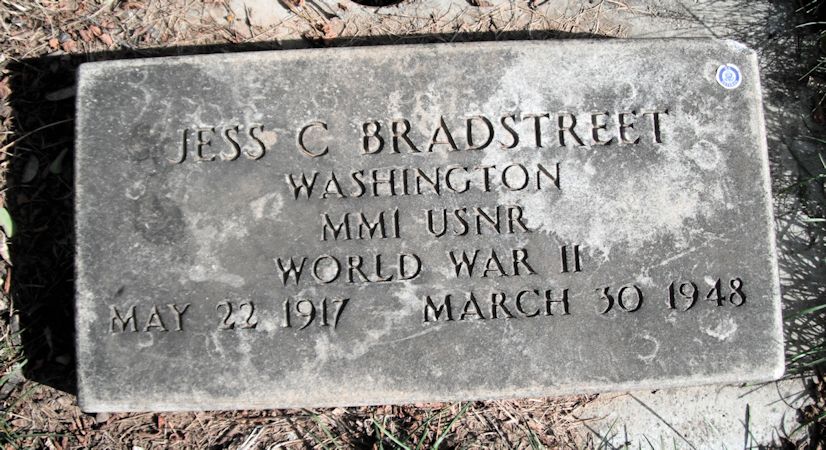 JESS C BRADSTREET
WASHINGTON
MM1 USNR
WORLD WAR II
MAY 22 1917 MARCH 30 1948